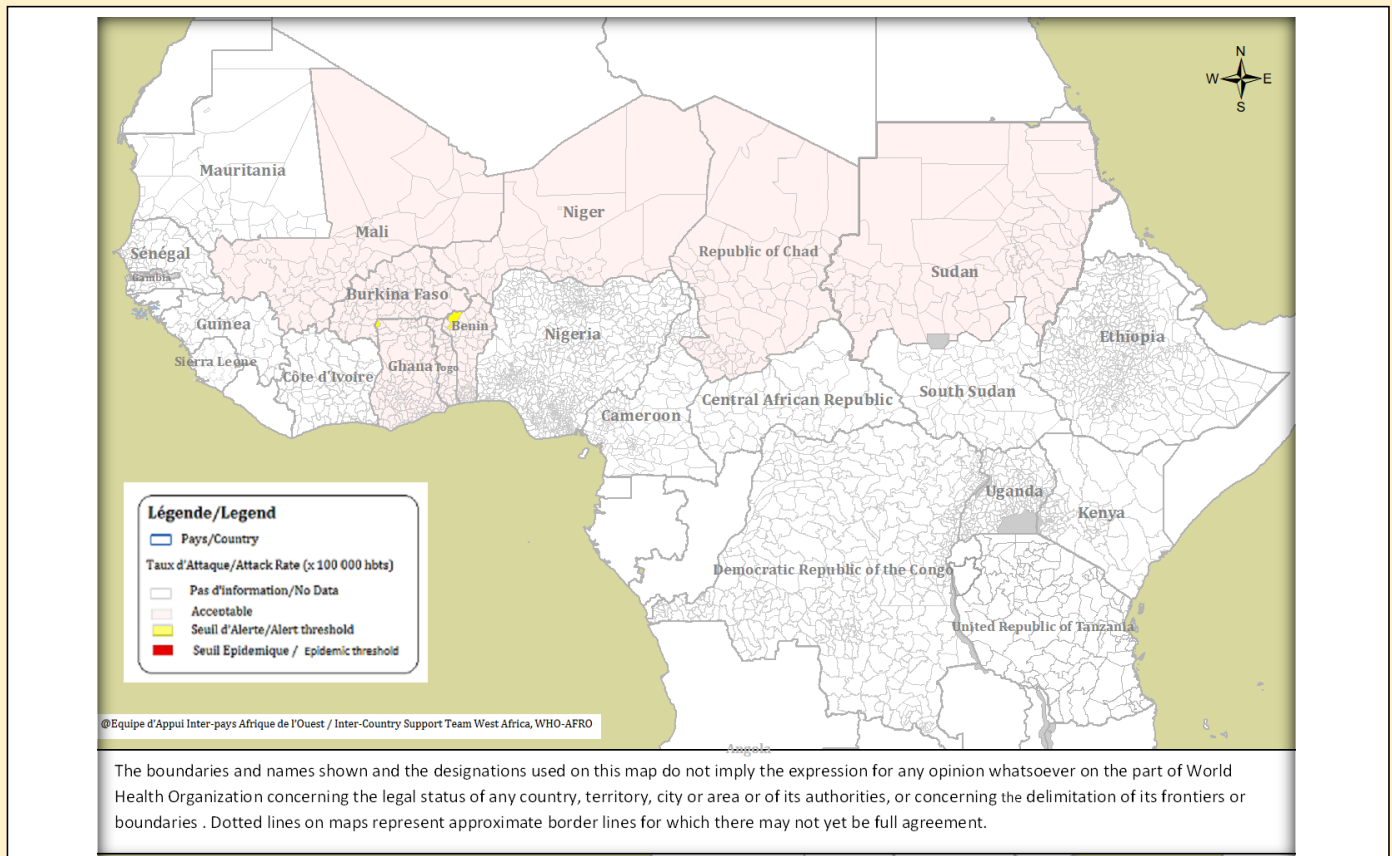 N
W E
S
Mauritania
Niger
Mali
Sénégal
Republic of Chad
Gambia
Sudan
Burkina Faso
Guinea
Benin
Nigeria
Ethiopia
Sierra Leone
Ghana
Togo
Côte d'Ivoire
South Sudan
Central African Republic
Cameroon
Uganda
Kenya
Democratic Republic of the Congo
United Republic of Tanzania
Angola
Légende/Legend
Pays/Country
Taux d'Attaque/Attack Rate (x 100 000 hbts)
Pas d'information/No Data
Acceptable
Seuil d'Alerte/Alert threshold
Seuil Epidemique / Epidemic threshold
@Equipe d'Appui Inter-pays Afrique de l'Ouest / Inter-Country Support Team West Africa, WHO-AFRO
The boundaries and names shown and the designations used on this map do not imply the expression for any opinion whatsoever on the part of World
Health Organization concerning the legal status of any country, territory, city or area or of its authorities, or concerning the delimitation of its frontiers or
boundaries . Dotted lines on maps represent approximate border lines for which there may not yet be full agreement.